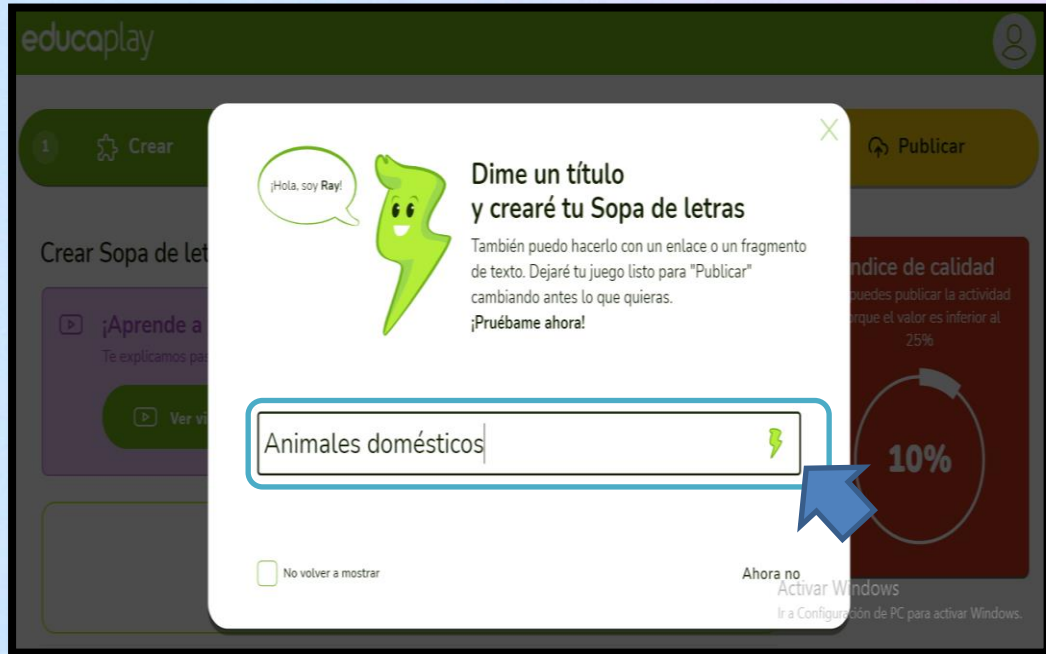 educaplay
1 Crear
Publicar
¡Hola, soy Ray!
Dime un título
y crearé tu Sopa de letras
También puedo hacerlo con un enlace o un fragmento
de texto. Dejaré tu juego listo para "Publicar"
cambiando antes lo que quieras.
¡Pruébame ahora!
Crear Sopa de let
¡Aprende a
Te explicamos pas
Ver vi
ndice de calidad
puedes publicar la actividad
orque el valor es inferior al
25%
10%
Animales domésticos
No volver a mostrar
Ahora no
Activar Windows
Ir a Configuración de PC para activar Windows.